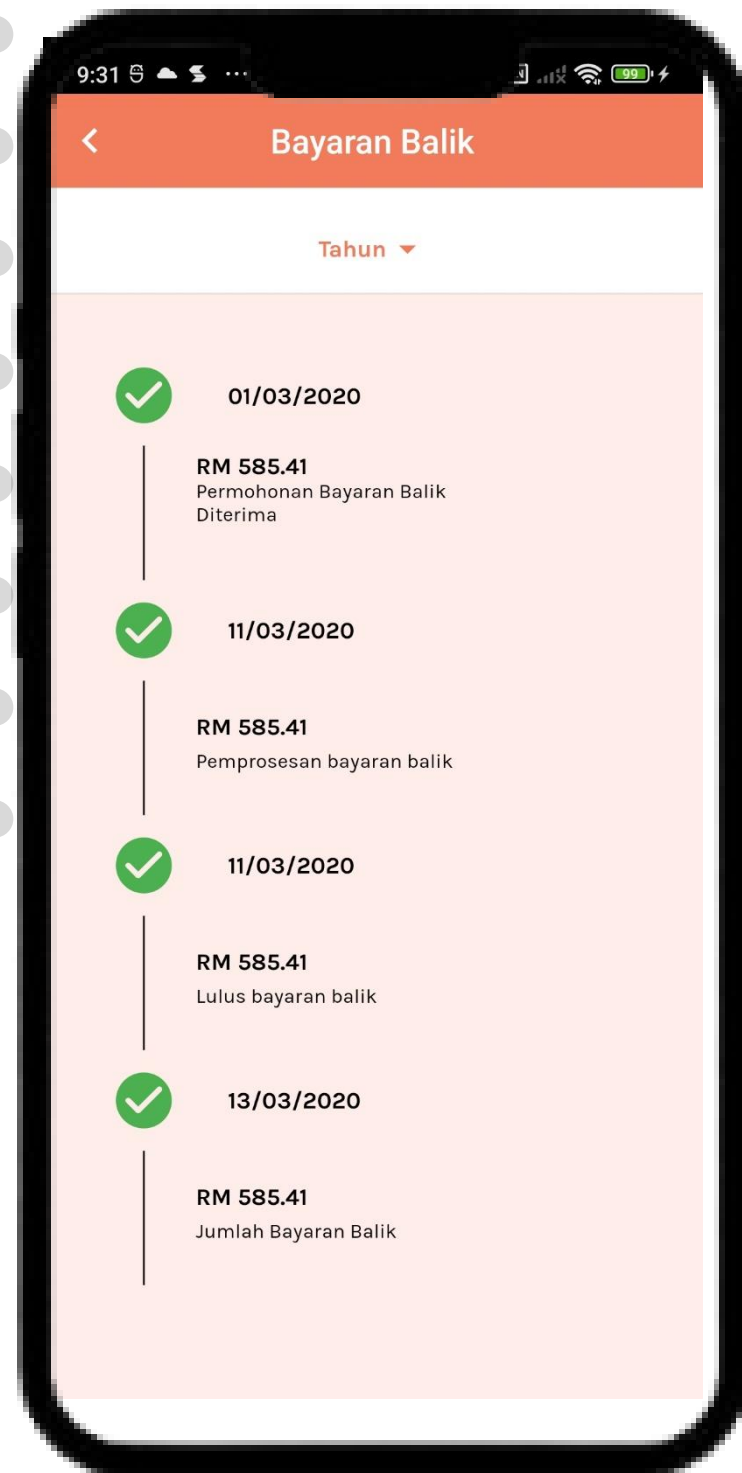 9:31
99
Bayaran Balik
Tahun
01/03/2020
RM 585.41
Permohonan Bayaran Balik
Diterima
11/03/2020
RM 585.41
Pemprosesan bayaran balik
11/03/2020
RM 585.41
Lulus bayaran balik
13/03/2020
RM 585.41
Jumlah Bayaran Balik